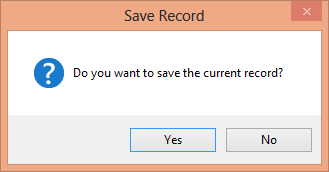 Save Record
Do you want to save the current record?
Yes
No